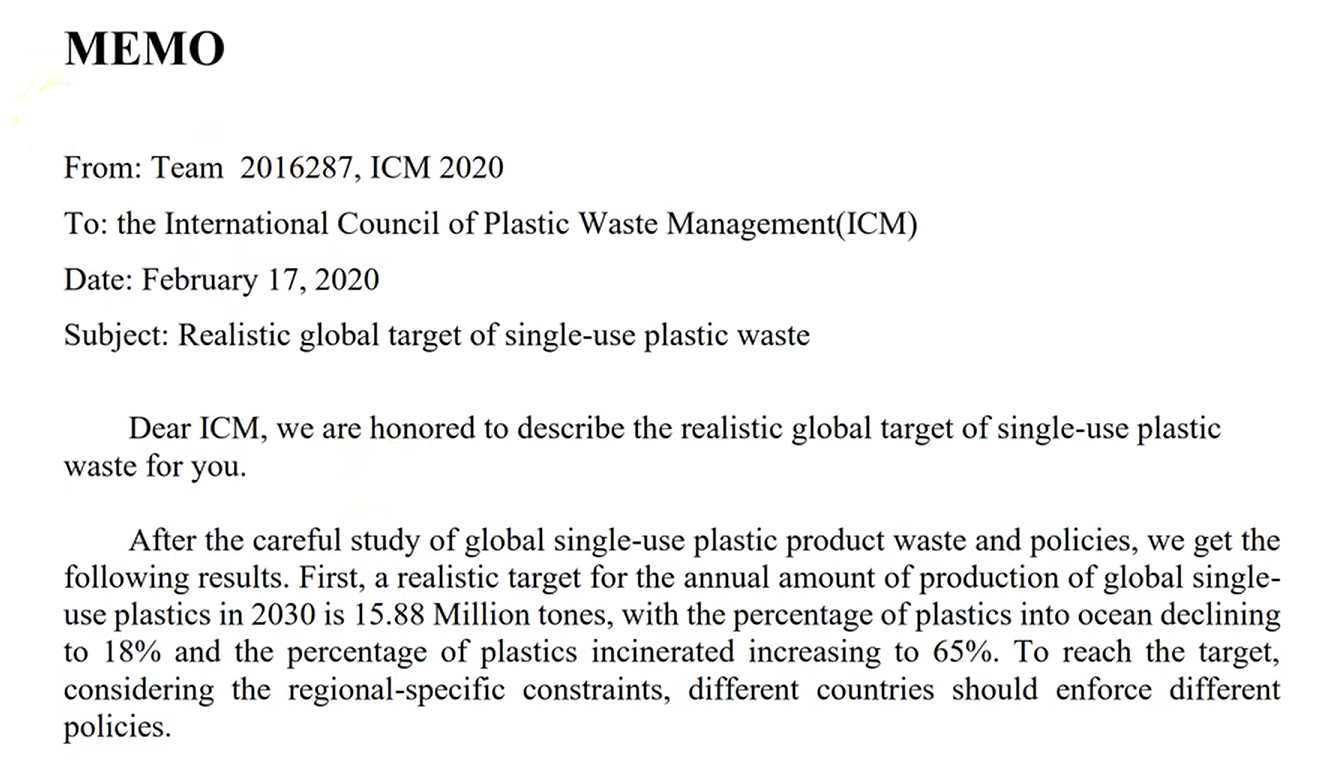 MEMO
From: Team  2016287, ICM 2020
To: the International Council of Plastic Waste Management(ICM)
Date: February 17, 2020
Subject: Realistic global target of single-use plastic waste
Dear ICM, we are honored to describe the realistic global target of single-use plastic
waste for you.
After the careful study of global single-use plastic product waste and policies, we get the
following results. First, a realistic target for the annual amount of production of global single-
use plastics in 2030 is 15.88 Million tones, with the percentage of plastics into ocean declining
to 18% and the percentage of plastics incinerated increasing to 65%. To reach the target,
considering the regional-specific constraints, different countries should enforce different
policies.